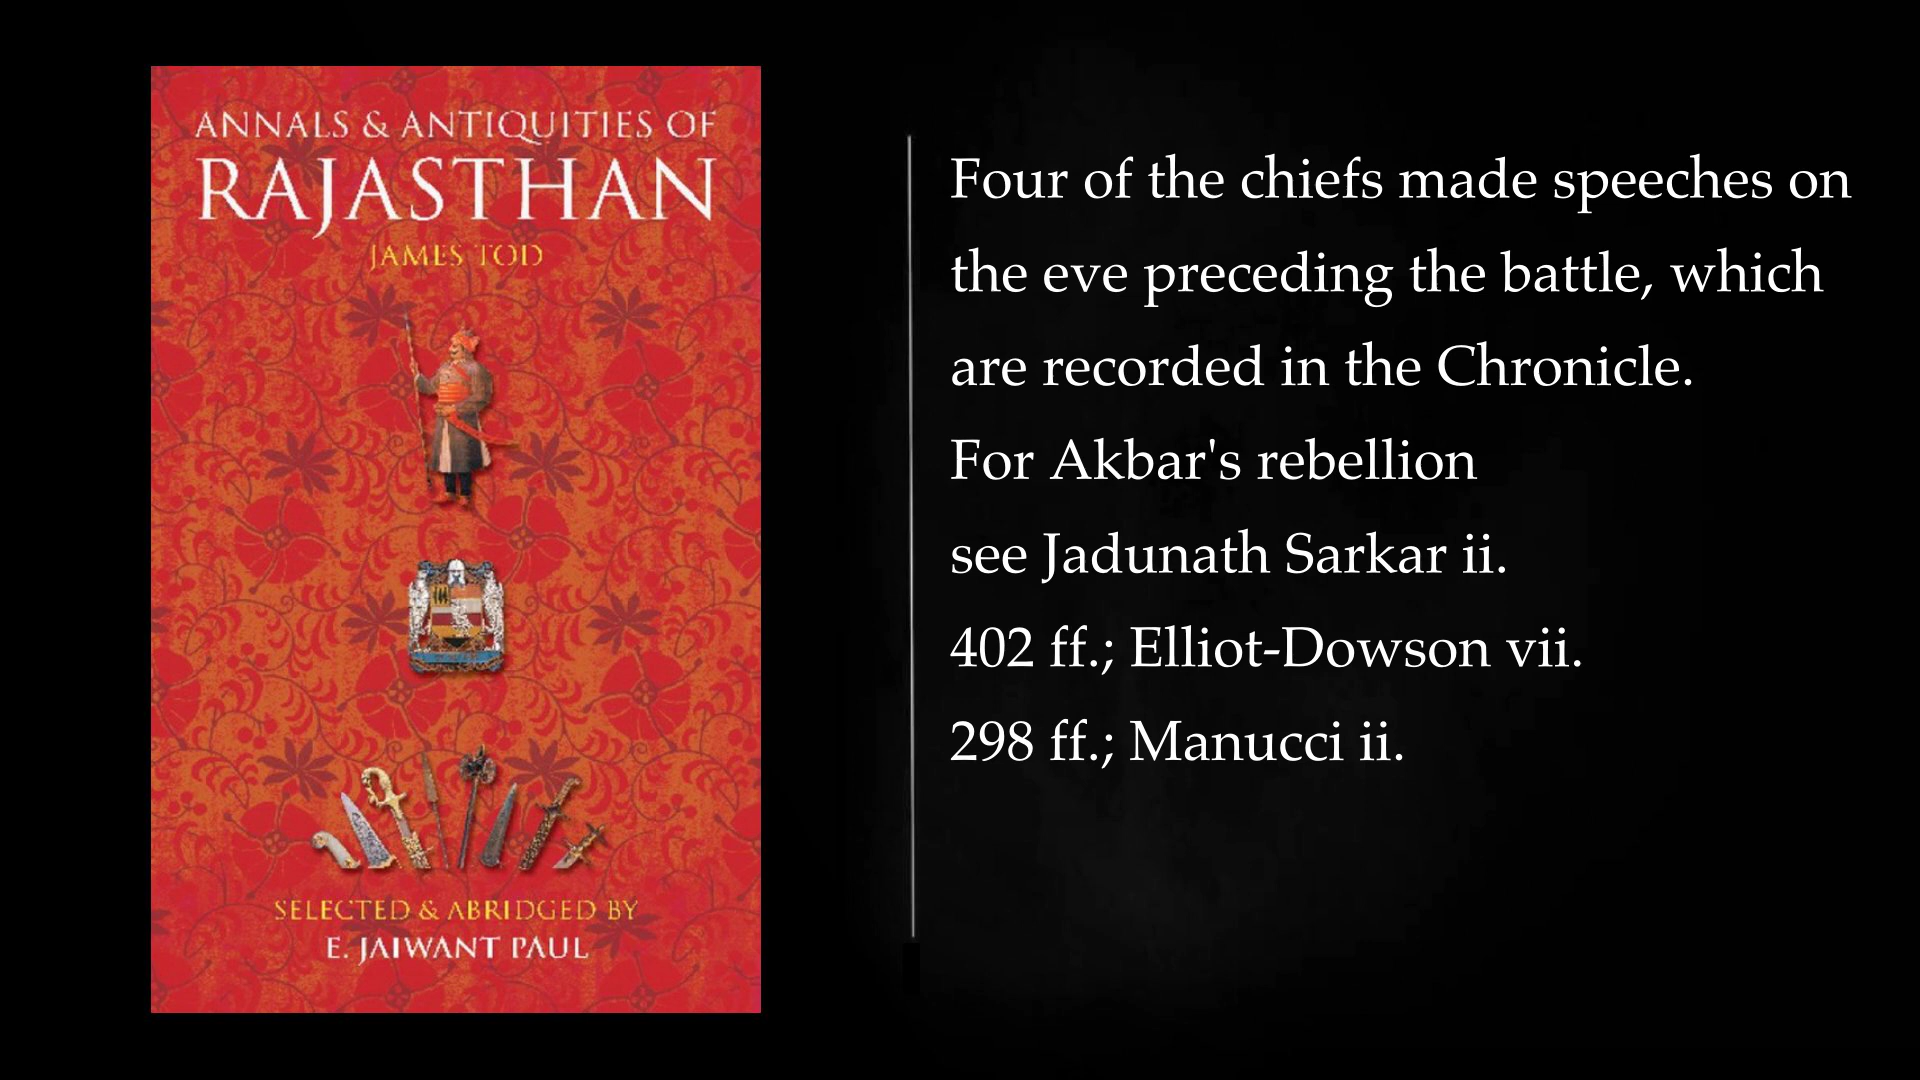 ANNALS & ANTIQUITIES OF
RAJASTHAN
JAMES TOD
SELECTED & ABRIDGED BY
E. JAIWANT PAUL
Four of the chiefs made speeches on
the eve preceding the battle, which
are recorded in the Chronicle.
For Akbar's rebellion
see Jadunath Sarkar ii.
402 ff.; Elliot-Dowson vii.
298 ff.; Manucci ii.